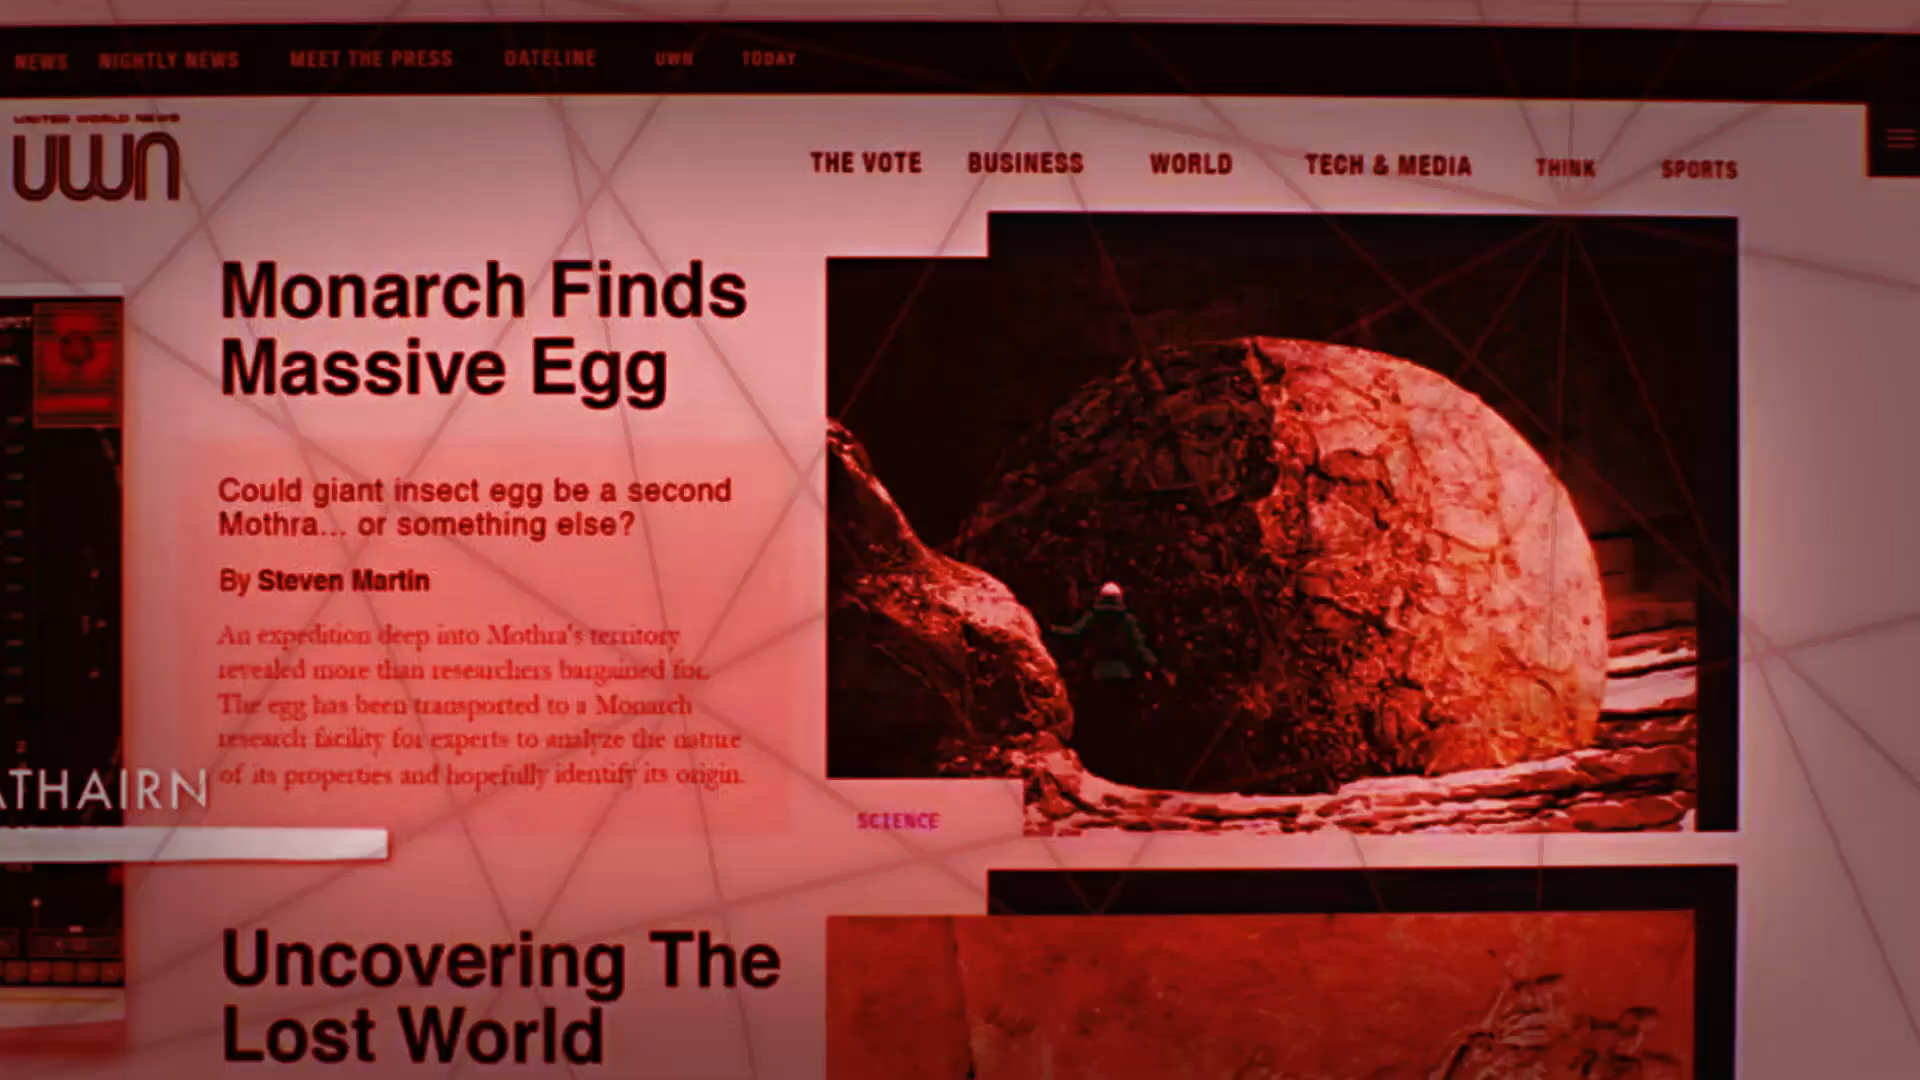 NEWS NIGHTLY NEWS MEET THE PRESS DATELINE UWN TODAY
UNITED WORLD NEWS
UWN
THE VOTE BUSINESS WORLD TECH & MEDIA THINK SPORTS
Monarch Finds
Massive Egg
Could giant insect egg be a second
Mothra... or something else?
By Steven Martin
An expedition deep into Mothra's territory
revealed more than researchers bargained for.
The egg has been transported to a Monarch
research facility for experts to analyze the nature
of its properties and hopefully identify its origin.
ATHAIRN
SCIENCE
Uncovering The
Lost World